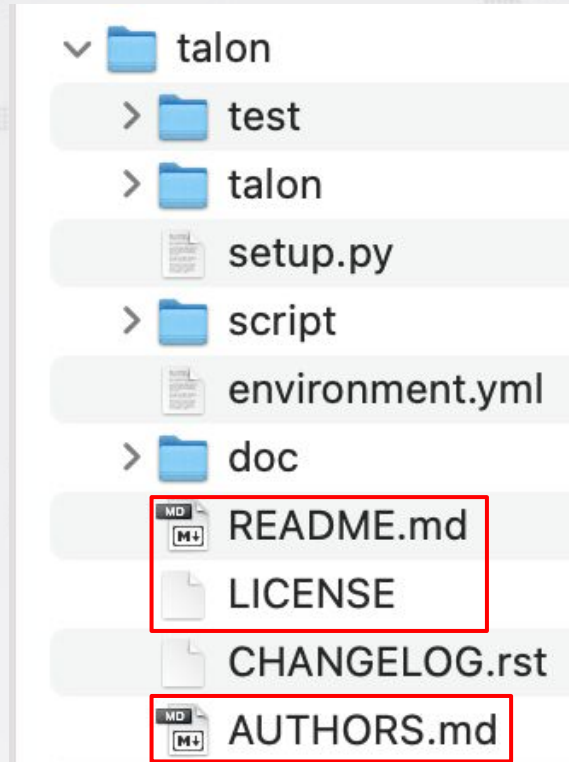 talon
test
talon
setup.py
script
environment.yml
doc
MD M↓ README.md
LICENSE
CHANGELOG.rst
MD M↓ AUTHORS.md